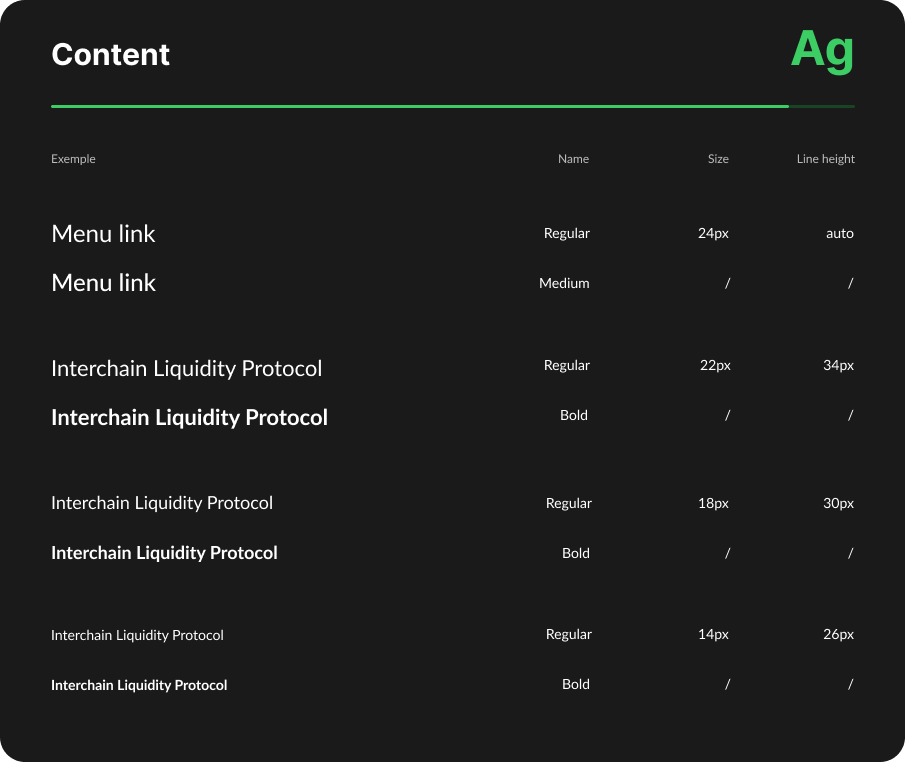 Content Ag
Exemple Name Size Line height
Menu link Regular 24px auto
Menu link Medium / /
Interchain Liquidity Protocol Regular 22px 34px
Interchain Liquidity Protocol Bold / /
Interchain Liquidity Protocol Regular 18px 30px
Interchain Liquidity Protocol Bold / /
Interchain Liquidity Protocol Regular 14px 26px
Interchain Liquidity Protocol Bold / /